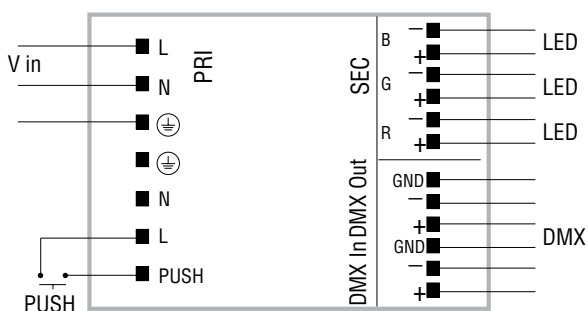 V in
L
N
N
L
PUSH
PUSH
PRI
SEC
B
− 
+
G
−
+
R
−
+
LED
LED
LED
DMX Out
GND
−
+
DMX In
GND
−
+
DMX